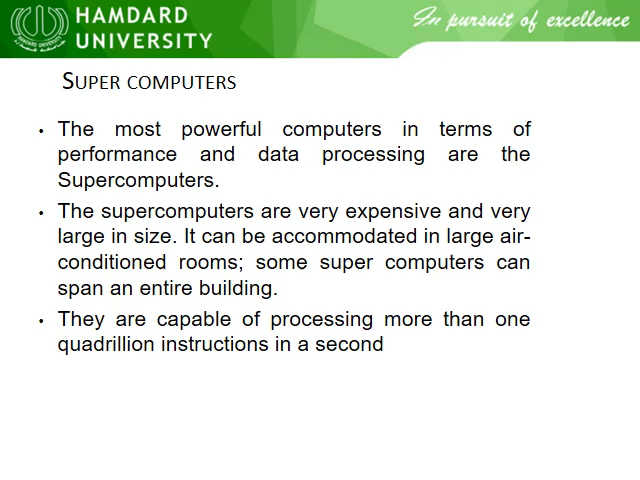 HAMDARD
UNIVERSITY
In pursuit of excellence
SUPER COMPUTERS
• The most powerful computers in terms of
performance and data processing are the
Supercomputers.
• The supercomputers are very expensive and very
large in size. It can be accommodated in large air-
conditioned rooms; some super computers can
span an entire building.
• They are capable of processing more than one
quadrillion instructions in a second